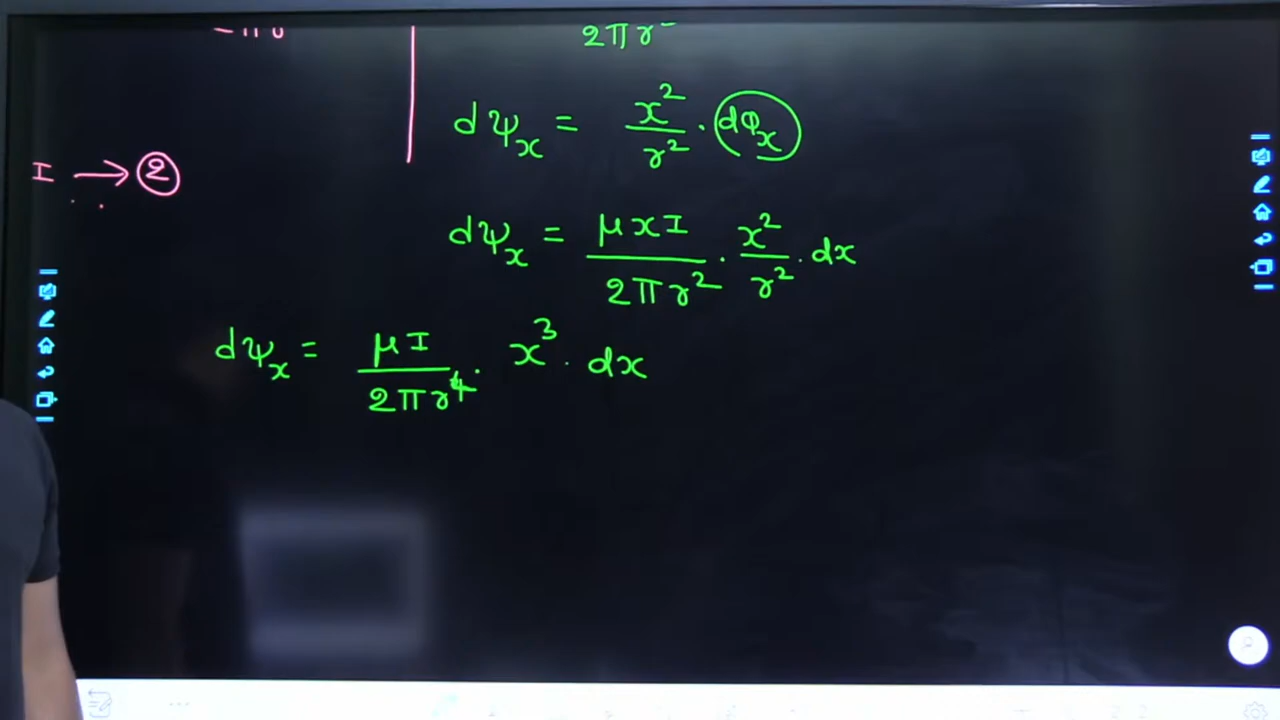 2πr²
dψₓ = x²/r² · dφₓ
I → 2
dψₓ = μxI/2πr² · x²/r² · dx
dψₓ = μI/2πr⁴ · x³ · dx